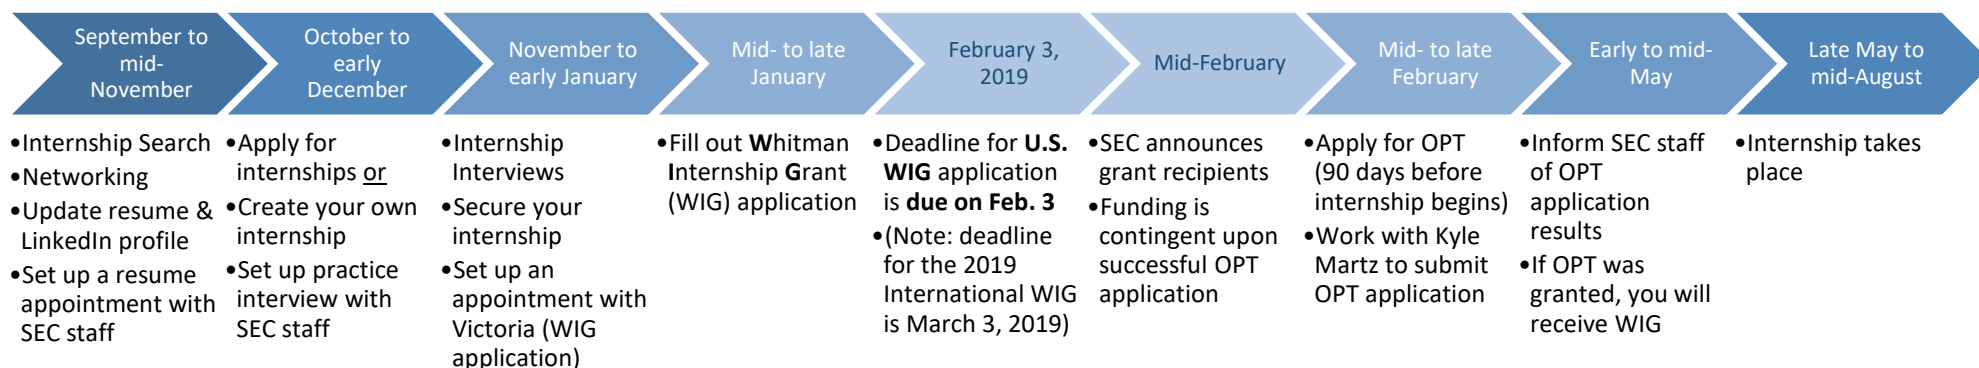 September to
mid-
November
October to
early
December
November to
early January
Mid- to late
January
February 3,
2019
Mid-February
Mid- to late
February
Early to mid-
May
Late May to
mid-August
•Internship Search
•Networking
•Update resume &
LinkedIn profile
•Set up a resume
appointment with
SEC staff
•Apply for
internships or
•Create your own
internship
•Set up practice
interview with
SEC staff
•Internship
Interviews
•Secure your
internship
•Set up an
appointment with
Victoria (WIG
application)
•Fill out Whitman
Internship Grant
(WIG) application
•Deadline for U.S.
WIG application
is due on Feb. 3
•(Note: deadline
for the 2019
International WIG
is March 3, 2019)
•SEC announces
grant recipients
•Funding is
contingent upon
successful OPT
application
•Apply for OPT
(90 days before
internship begins)
•Work with Kyle
Martz to submit
OPT application
•Inform SEC staff
of OPT
application
results
•If OPT was
granted, you will
receive WIG
•Internship takes
place